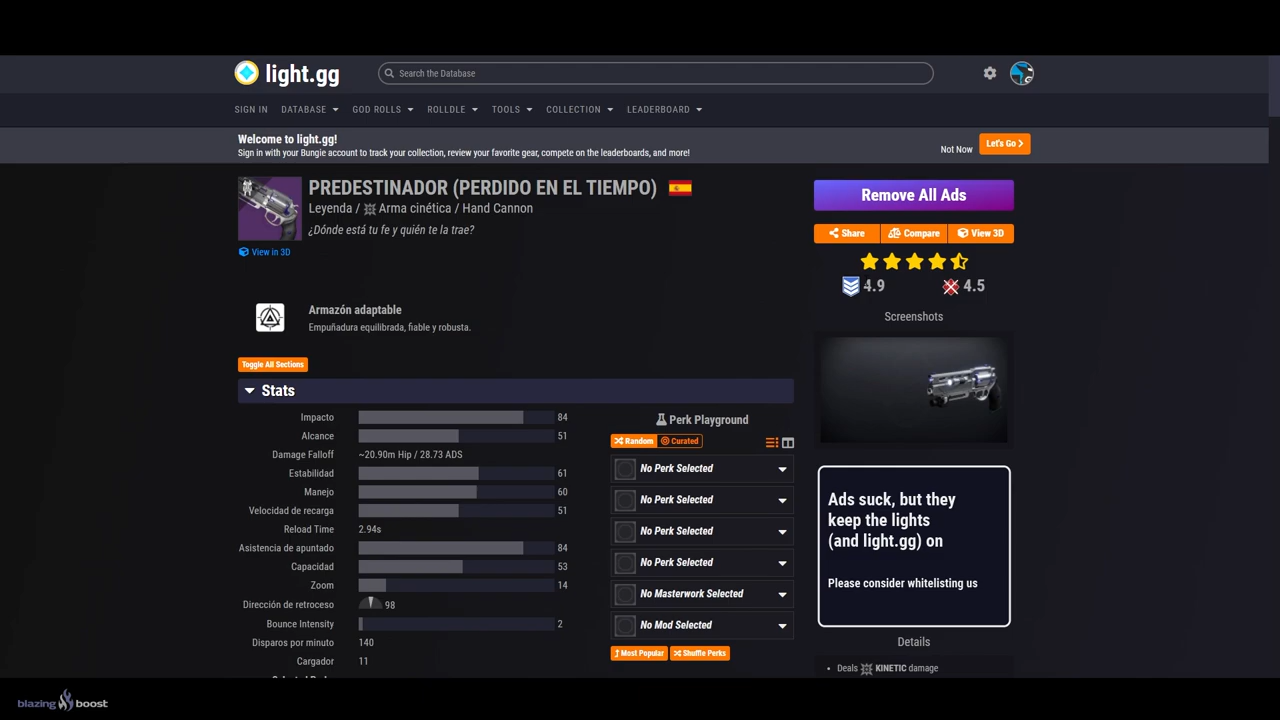 light.gg
Search the Database
SIGN IN DATABASE GOD ROLLS ROLLDLE TOOLS COLLECTION LEADERBOARD
Welcome to light.gg!
Sign in with your Bungie account to track your collection, review your favorite gear, compete on the leaderboards, and more!
Not Now
Let's Go
PREDESTINADOR (PERDIDO EN EL TIEMPO)
Leyenda / Arma cinética / Hand Cannon
¿Dónde está tu fe y quién te la trae?
View in 3D
Armazón adaptable
Empuñadura equilibrada, fiable y robusta.
Toggle All Sections
Stats
Impacto 84
Alcance 51
Damage Falloff ~20.90m Hip / 28.73 ADS
Estabilidad 61
Manejo 60
Velocidad de recarga 51
Reload Time 2.94s
Asistencia de apuntado 84
Capacidad 53
Zoom 14
Dirección de retroceso 98
Bounce Intensity 2
Disparos por minuto 140
Cargador 11
Perk Playground
Random Curated
No Perk Selected
No Perk Selected
No Perk Selected
No Perk Selected
No Masterwork Selected
No Mod Selected
Most Popular Shuffle Perks
Remove All Ads
Share Compare View 3D
4.9 4.5
Screenshots
Ads suck, but they
keep the lights
(and light.gg) on
Please consider whitelisting us
Details
Deals KINETIC damage
blazing boost